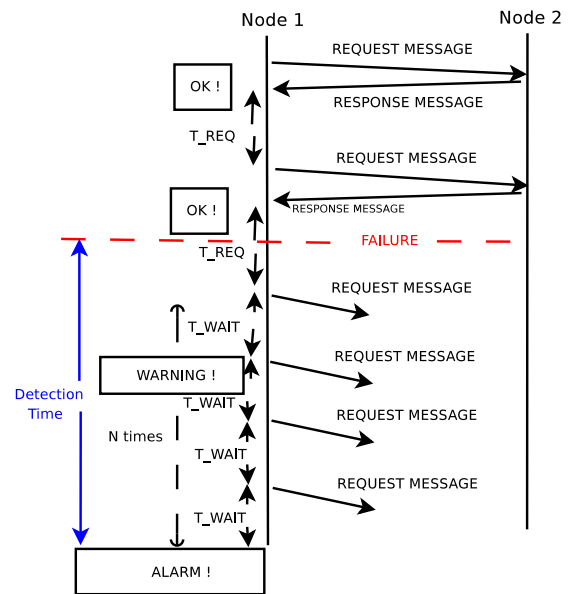 Node 1
Node 2
REQUEST MESSAGE
OK !
RESPONSE MESSAGE
T_REQ
REQUEST MESSAGE
OK !
RESPONSE MESSAGE
FAILURE
T_REQ
REQUEST MESSAGE
T_WAIT
REQUEST MESSAGE
WARNING !
Detection
Time
T_WAIT
REQUEST MESSAGE
N times
T_WAIT
REQUEST MESSAGE
T_WAIT
ALARM !